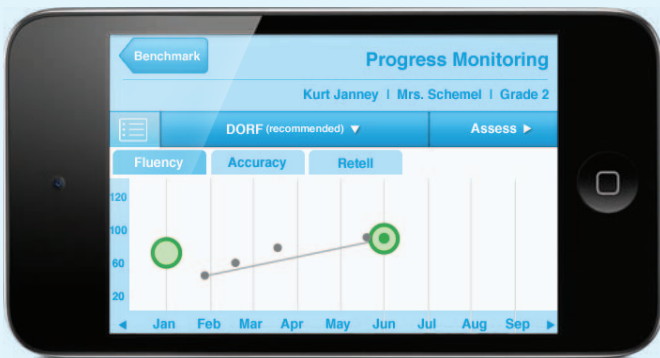 Benchmark
Progress Monitoring
Kurt Janney | Mrs. Schemel | Grade 2
DORF (recommended) ▼
Assess ►
Fluency
Accuracy
Retell
120
100
60
20
◄ Jan Feb Mar Apr May Jun Jul Aug Sep ►